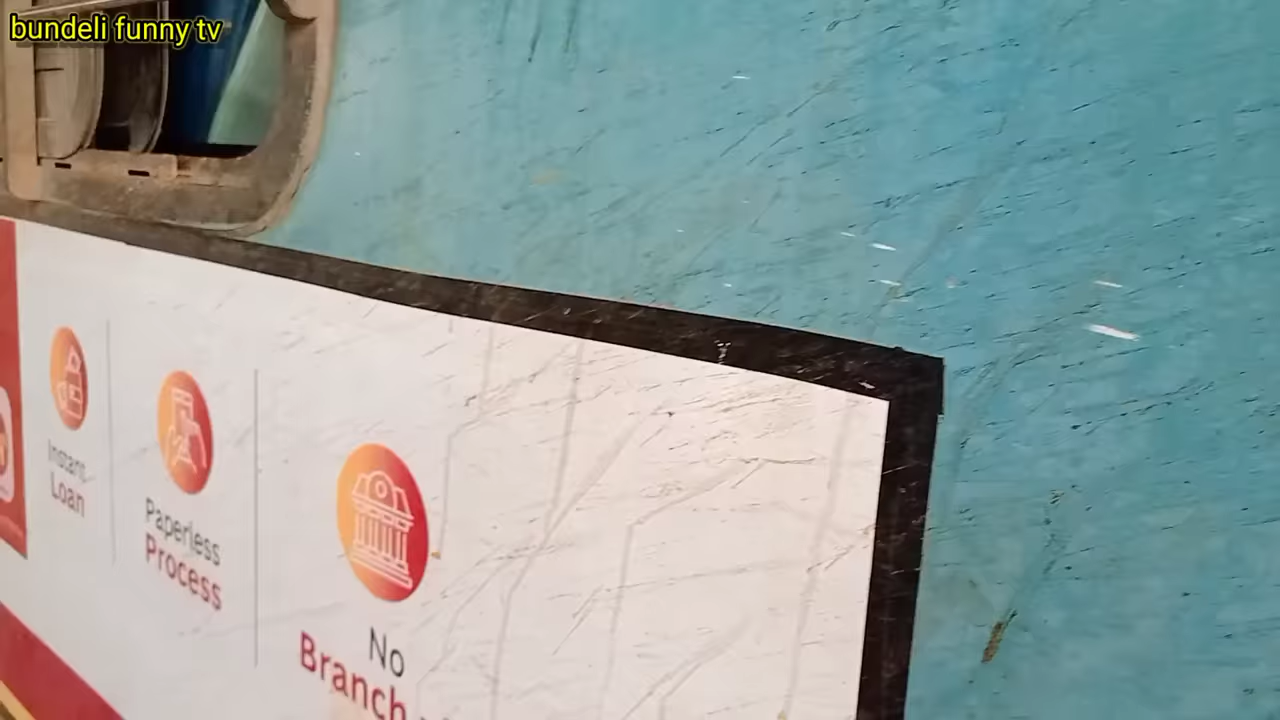 bundeli funny tv
Instant
Loan
Paperless
Process
No
Branch